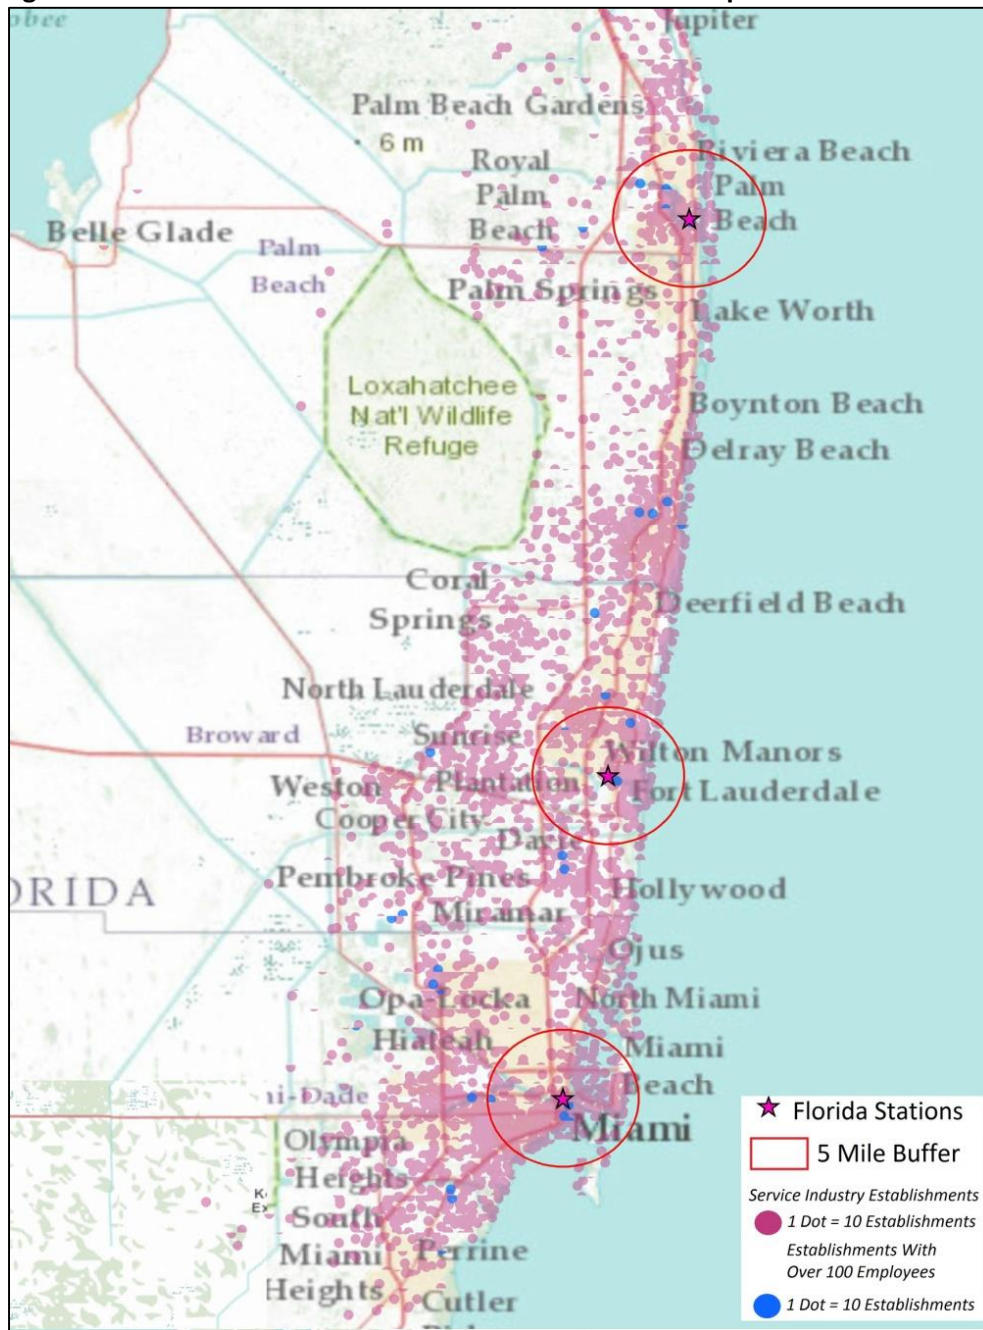 obee
Jupiter
Palm Beach Gardens
6 m
Riviera Beach
Royal
Palm
Beach
Palm
Beach
Belle Glade
Palm
Beach
Palm Springs
Lake Worth
Loxahatchee
Nat'l Wildlife
Refuge
Boynton Beach
Delray Beach
Coral
Springs
Deerfield Beach
North Lauderdale
Broward
Sunrise
Wilton Manors
Weston
Plantation
Fort Lauderdale
Cooper City
Davie
Pembroke Pines
Hollywood
ORIDA
Miramar
Ojus
Opa-Locka
North Miami
Hialeah
Miami
Beach
ni-Dade
Miami
Olympia
Heights
South
Miami
Heights
Perrine
Cutler
Florida Stations
5 Mile Buffer
Service Industry Establishments
1 Dot = 10 Establishments
Establishments With
Over 100 Employees
1 Dot = 10 Establishments